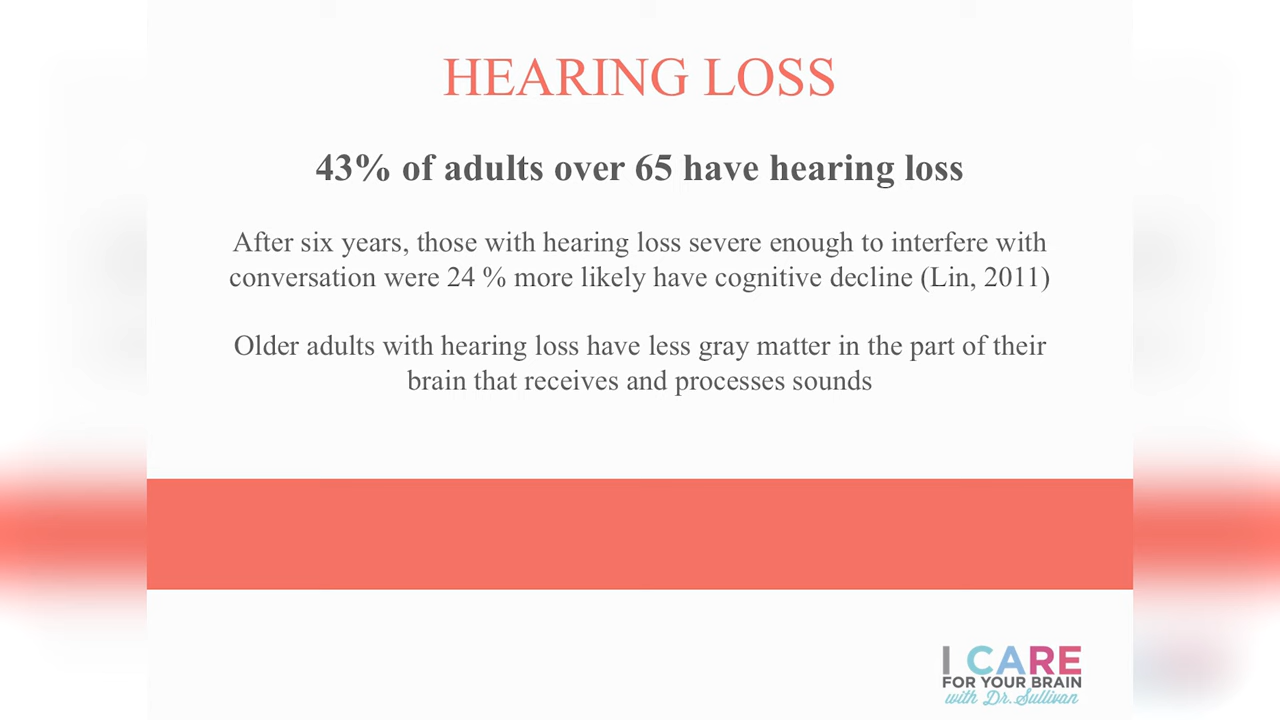 HEARING LOSS
43% of adults over 65 have hearing loss
After six years, those with hearing loss severe enough to interfere with
conversation were 24 % more likely have cognitive decline (Lin, 2011)
Older adults with hearing loss have less gray matter in the part of their
brain that receives and processes sounds
I CARE
FOR YOUR BRAIN
with Dr. Sullivan